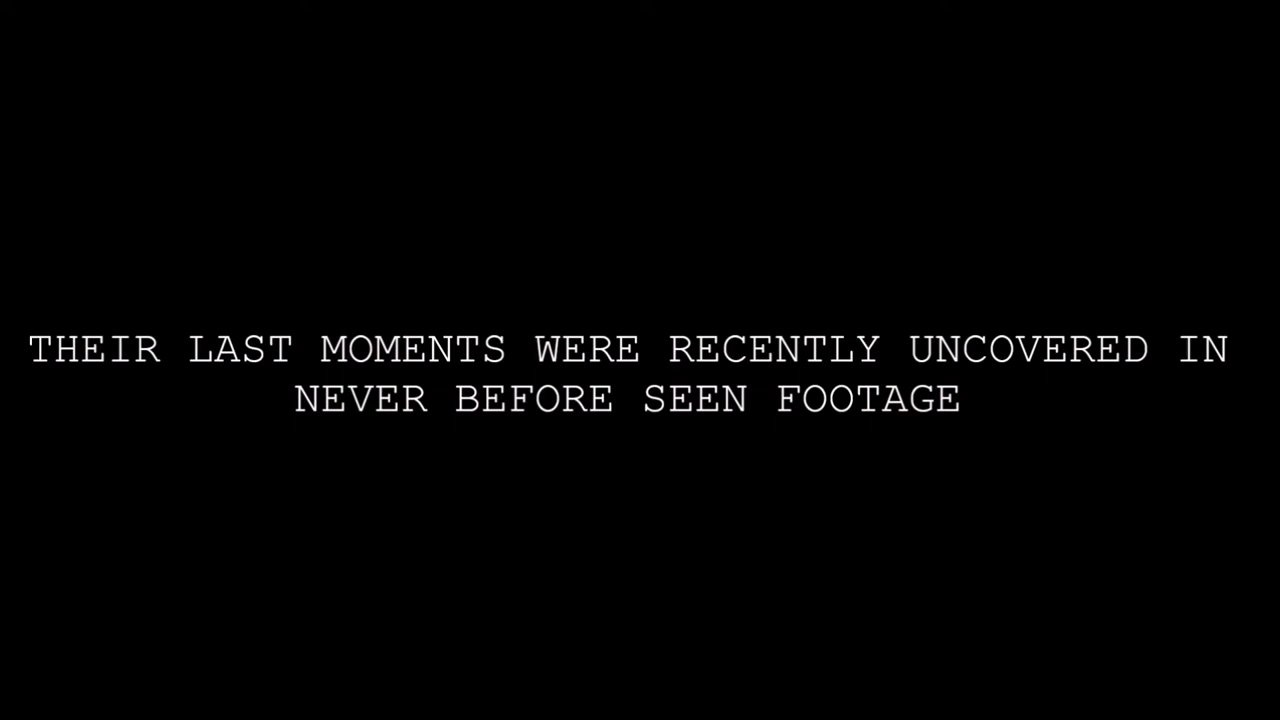 THEIR LAST MOMENTS WERE RECENTLY UNCOVERED IN
NEVER BEFORE SEEN FOOTAGE